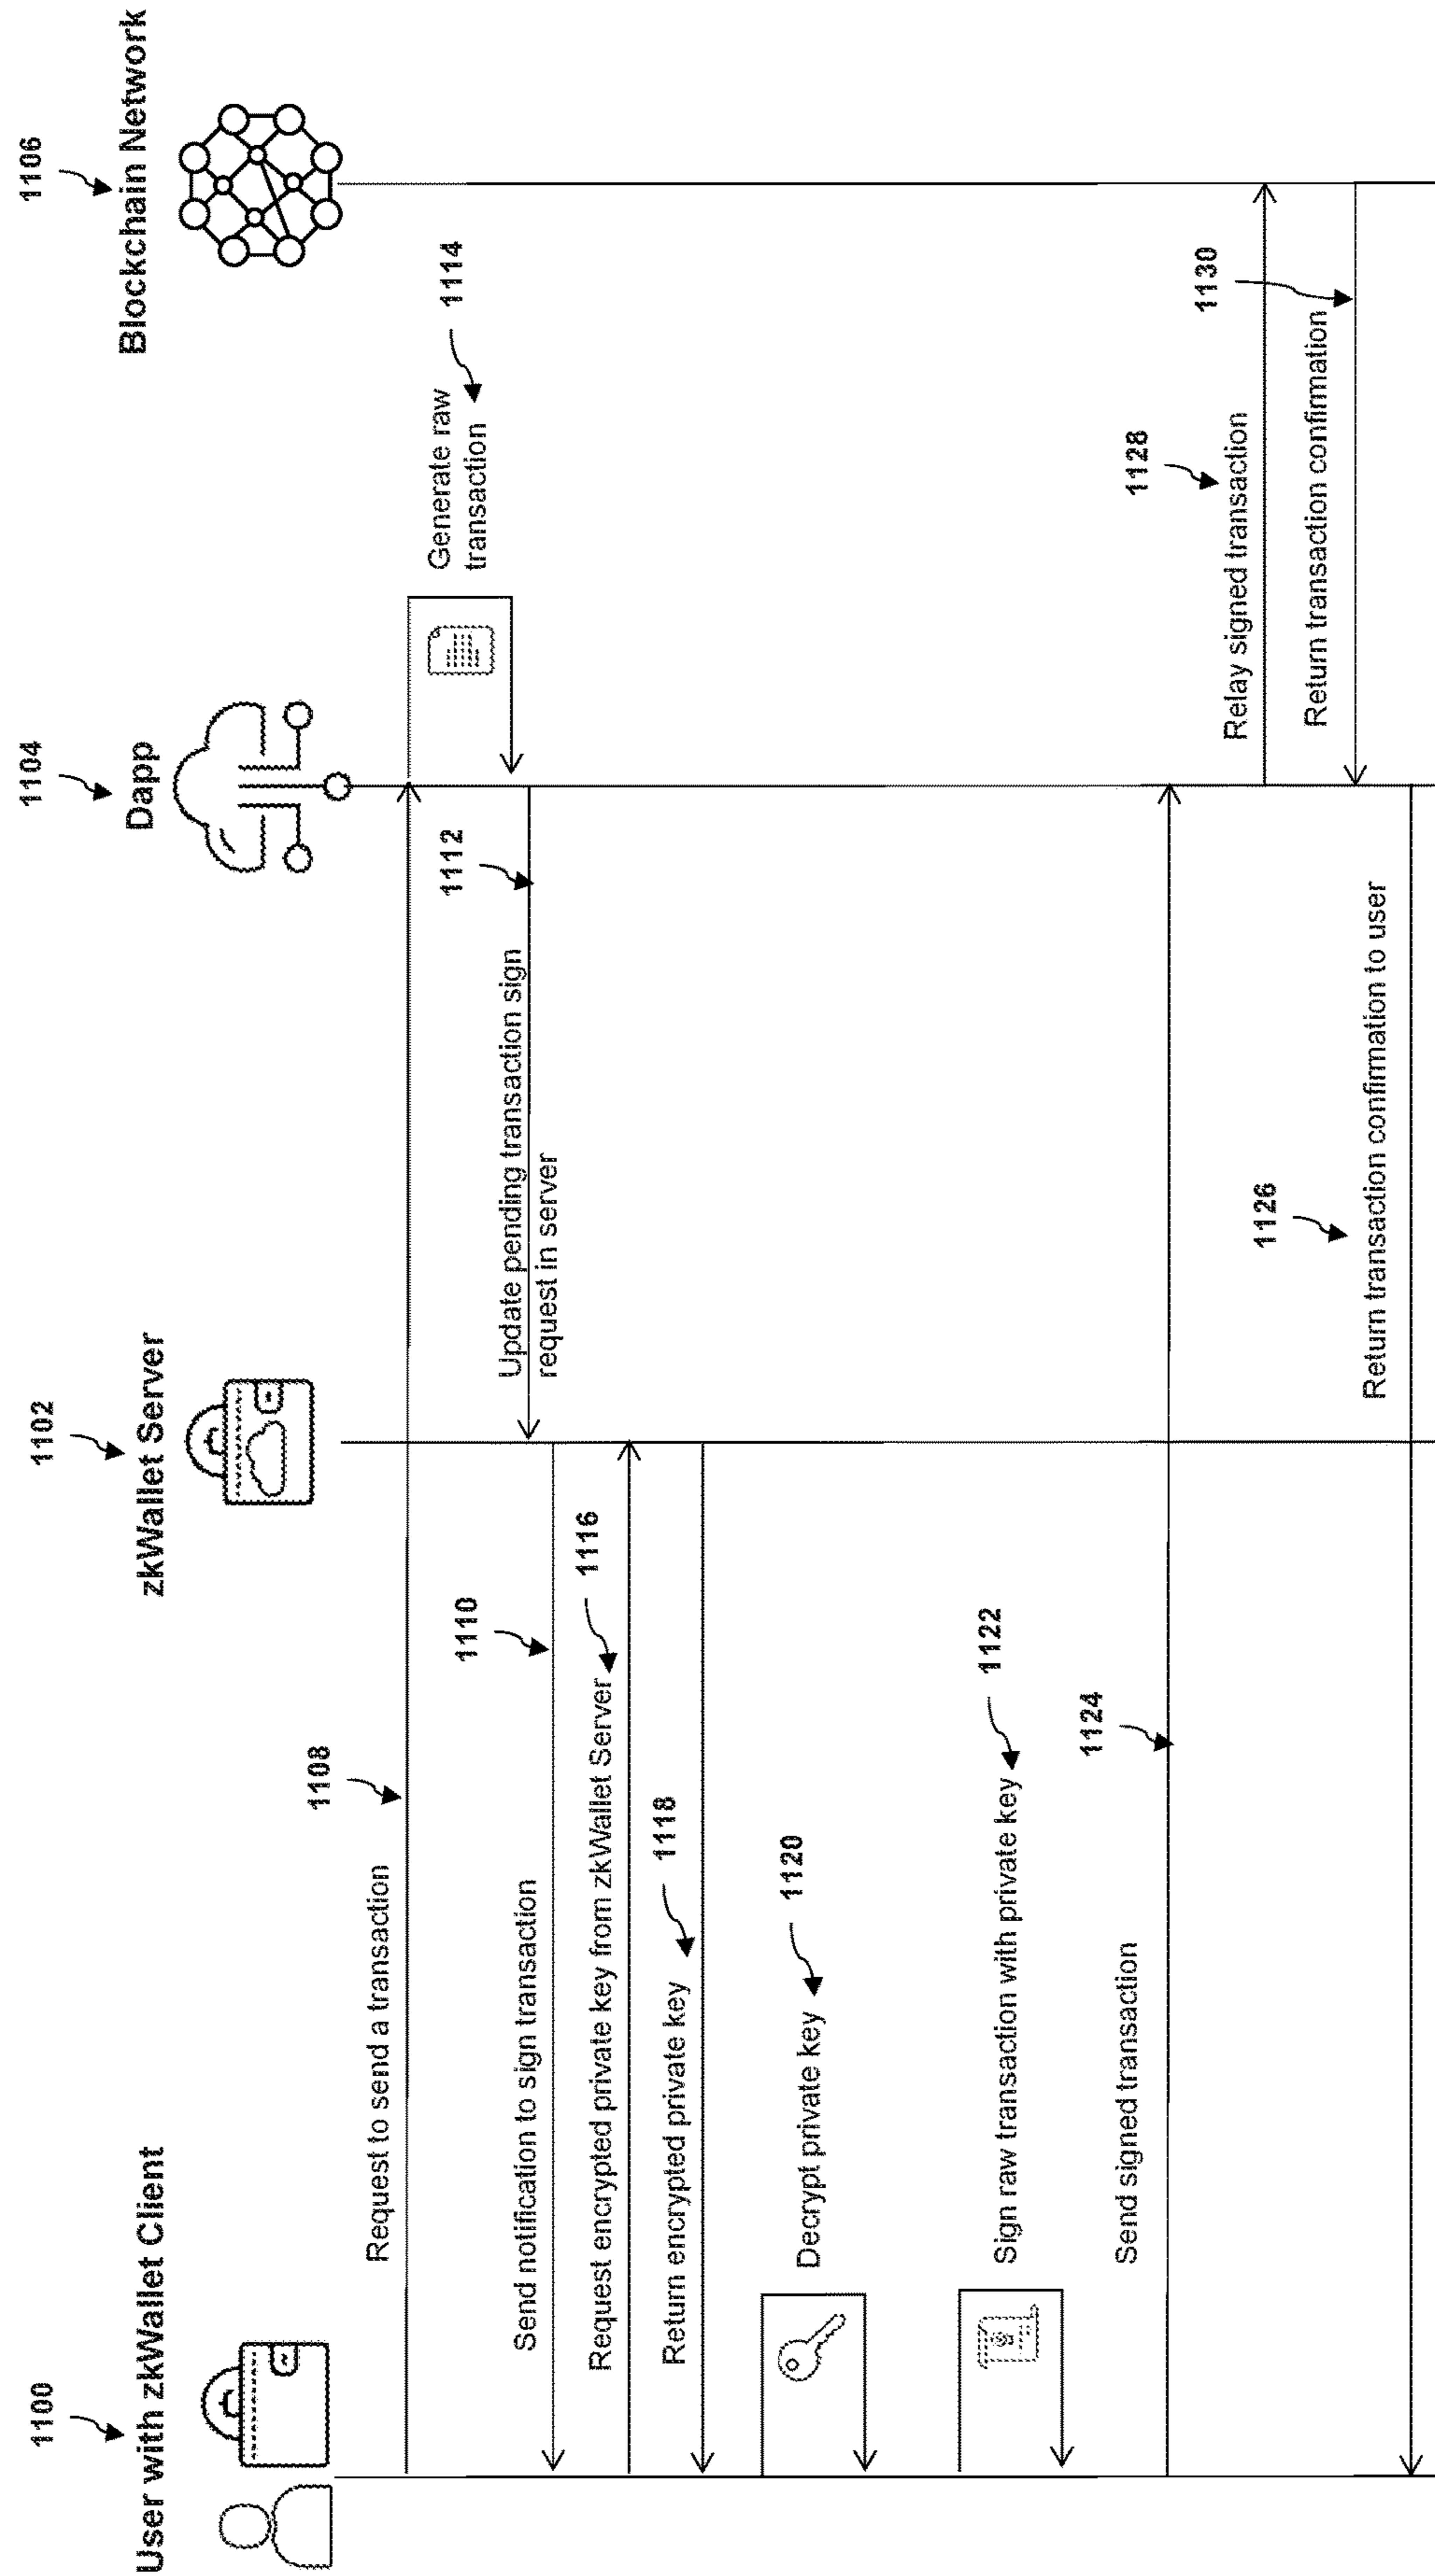 1100
User with zkWallet Client
1102
zkWallet Server
1104
Dapp
1106
Blockchain Network
1108
Request to send a transaction
Generate raw
transaction
1114
1112
Update pending transaction sign
request in server
1110
Send notification to sign transaction
Request encrypted private key from zkWallet Server
1116
Return encrypted private key
1118
Decrypt private key
1120
Sign raw transaction with private key
1122
1124
Send signed transaction
1128
Relay signed transaction
1130
Return transaction confirmation
1126
Return transaction confirmation to user